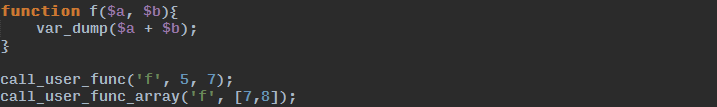 function f($a, $b){
    var_dump($a + $b);
}

call_user_func('f', 5, 7);
call_user_func_array('f', [7,8]);